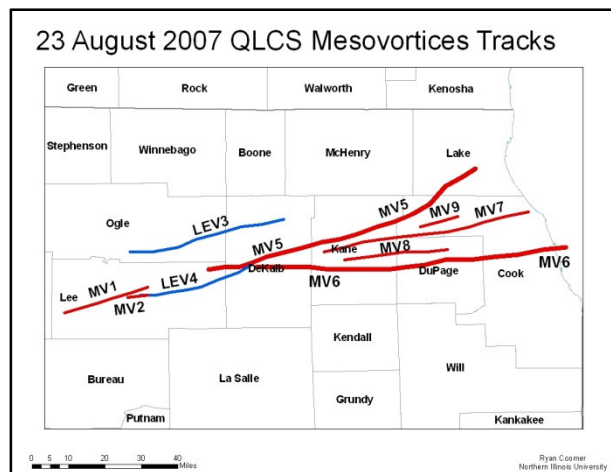 23 August 2007 QLCS Mesovortices Tracks
Green
Rock
Walworth
Kenosha
Stephenson
Winnebago
Boone
McHenry
Lake
Ogle
LEV3
MV5
MV5
MV9
MV7
Kane
MV8
DeKalb
DuPage
Cook
MV6
MV6
Lee
MV1
MV2
LEV4
Kendall
Bureau
La Salle
Will
Grundy
Putnam
Kankakee
0 5 10 20 30 40
Miles
Ryan Coomer
Northern Illinois University